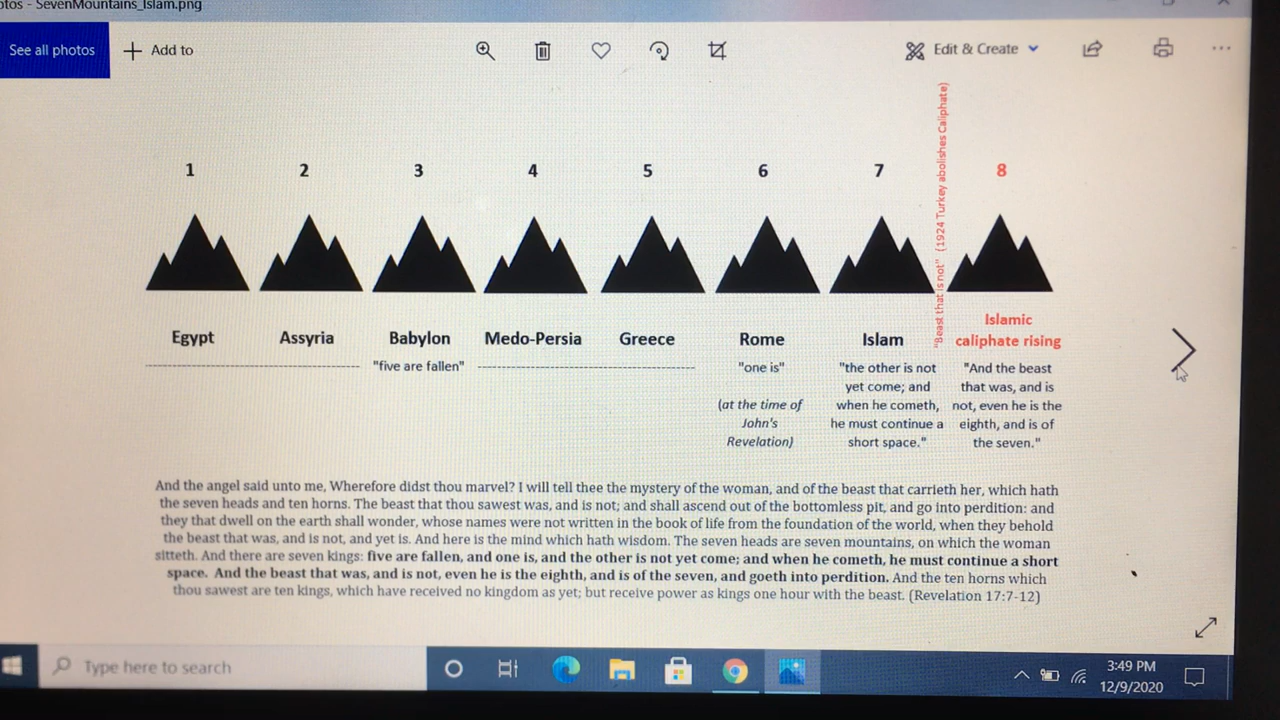 otos - SevenMountains_Islam.png
See all photos
Add to
Edit & Create
1 2 3 4 5 6 7 8
"Beast that is not" (1924 Turkey abolishes Caliphate)
Egypt Assyria Babylon Medo-Persia Greece Rome Islam
Islamic
caliphate rising
"five are fallen"
"one is"
(at the time of
John's
Revelation)
"the other is not
yet come; and
when he cometh,
he must continue a
short space."
"And the beast
that was, and is
not, even he is the
eighth, and is of
the seven."
And the angel said unto me, Wherefore didst thou marvel? I will tell thee the mystery of the woman, and of the beast that carrieth her, which hath
the seven heads and ten horns. The beast that thou sawest was, and is not; and shall ascend out of the bottomless pit, and go into perdition: and
they that dwell on the earth shall wonder, whose names were not written in the book of life from the foundation of the world, when they behold
the beast that was, and is not, and yet is. And here is the mind which hath wisdom. The seven heads are seven mountains, on which the woman
sitteth. And there are seven kings: five are fallen, and one is, and the other is not yet come; and when he cometh, he must continue a short
space. And the beast that was, and is not, even he is the eighth, and is of the seven, and goeth into perdition. And the ten horns which
thou sawest are ten kings, which have received no kingdom as yet; but receive power as kings one hour with the beast. (Revelation 17:7-12)
Type here to search
3:49 PM
12/9/2020